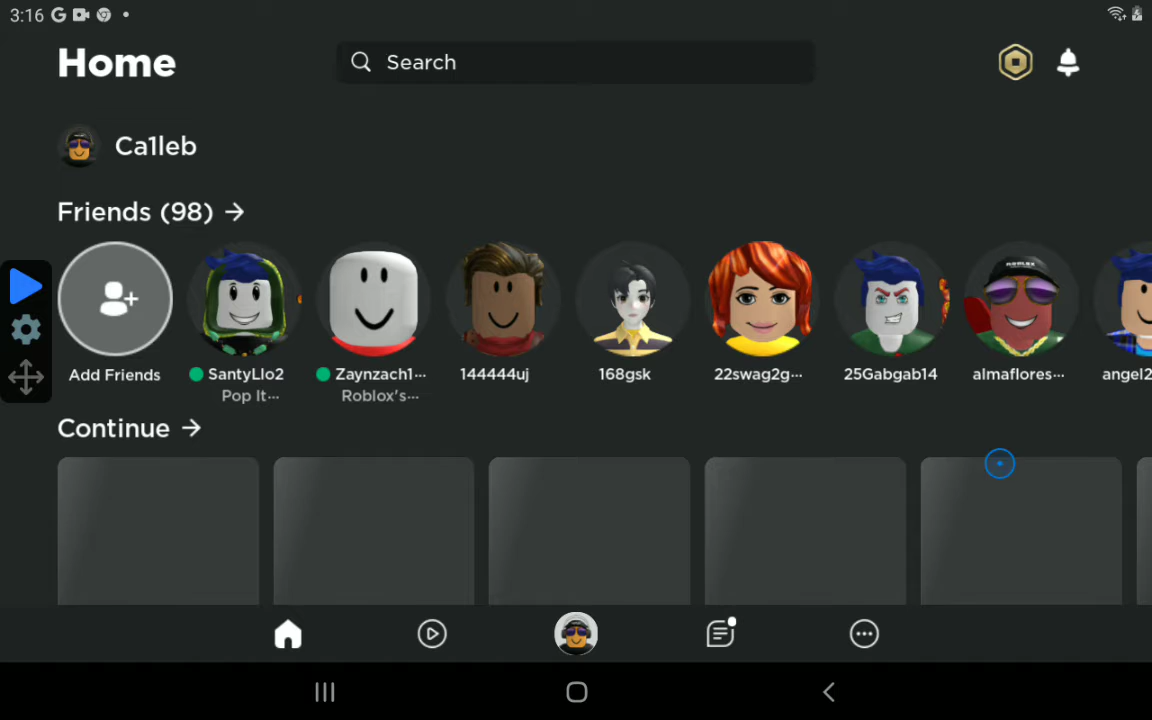 3:16
Home
Search
Ca1leb
Friends (98) →
Add Friends
SantyLlo2
Zaynzach1...
144444uj
168gsk
22swag2g...
25Gabgab14
almaflores...
angel2
Pop It...
Roblox's...
Continue →